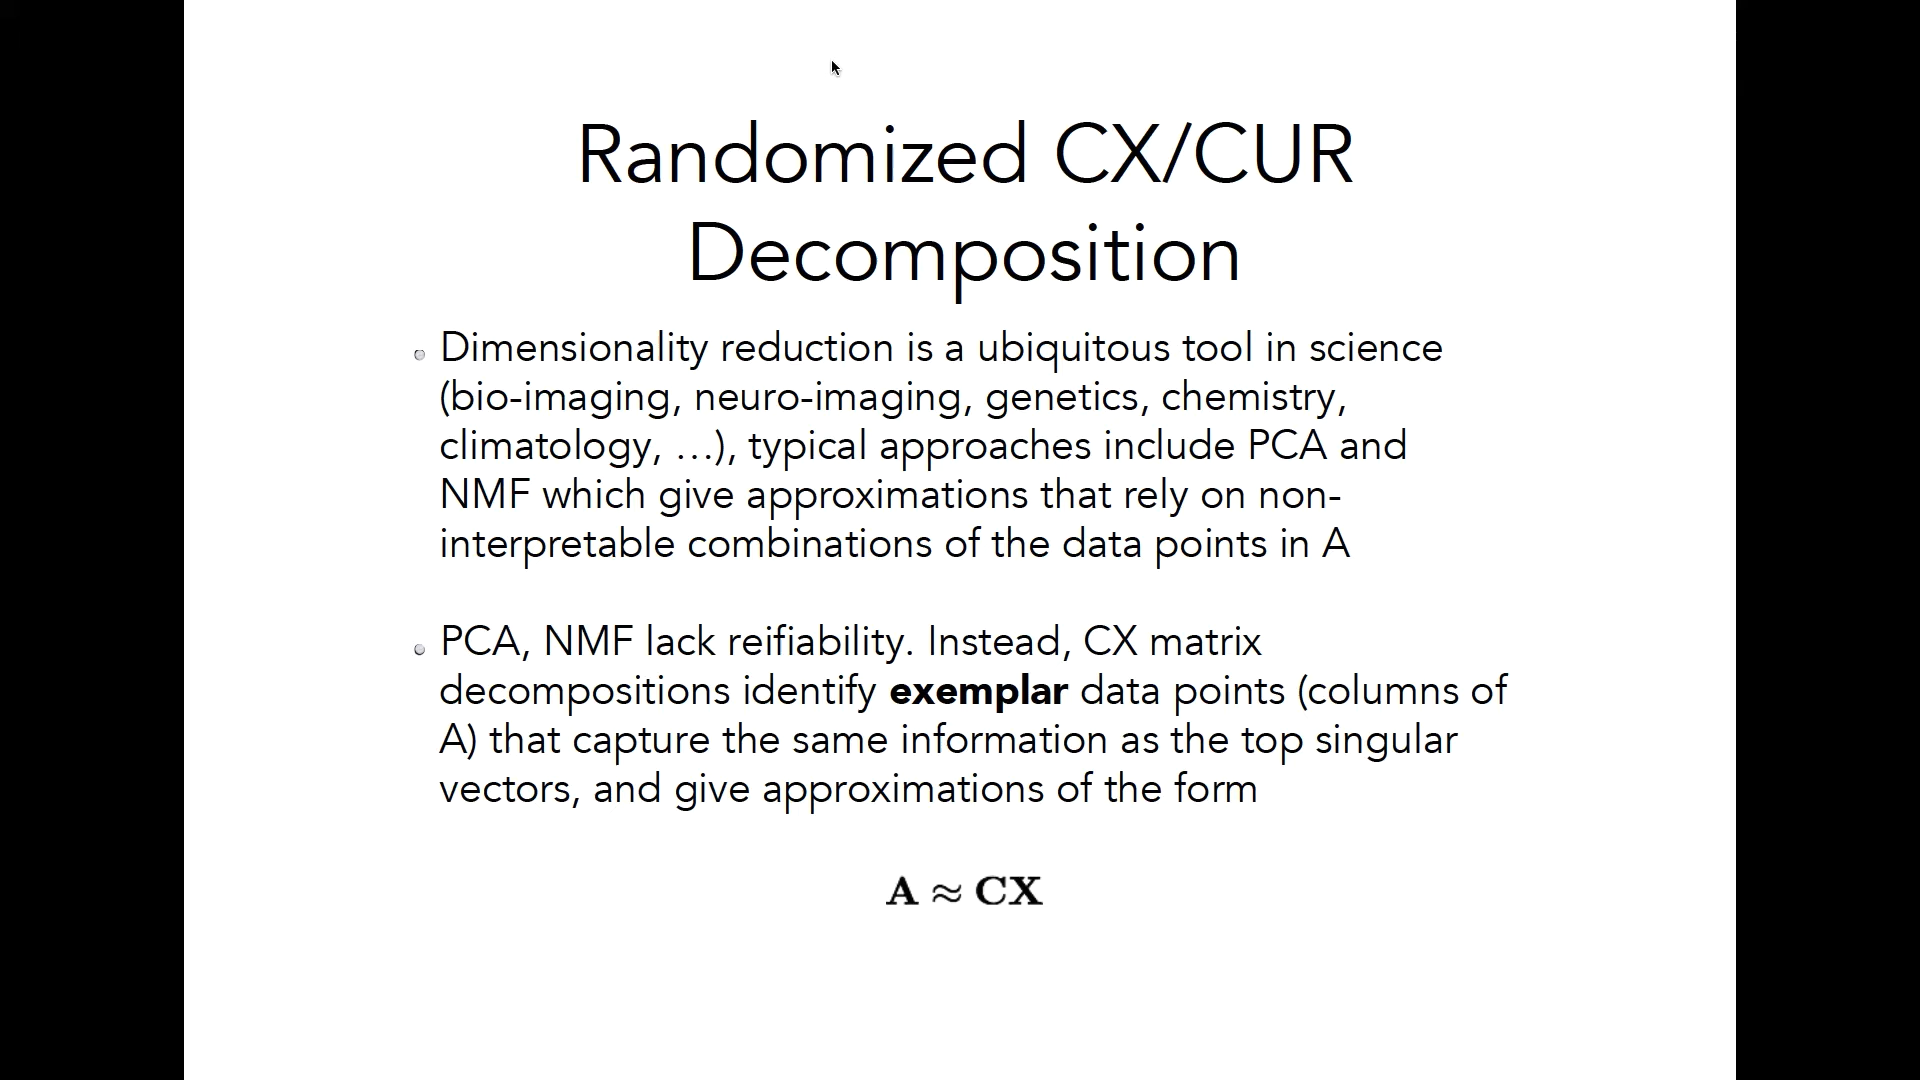 Randomized CX/CUR
Decomposition
Dimensionality reduction is a ubiquitous tool in science
(bio-imaging, neuro-imaging, genetics, chemistry,
climatology, …), typical approaches include PCA and
NMF which give approximations that rely on non-
interpretable combinations of the data points in A
PCA, NMF lack reifiability. Instead, CX matrix
decompositions identify exemplar data points (columns of
A) that capture the same information as the top singular
vectors, and give approximations of the form
A ≈ CX